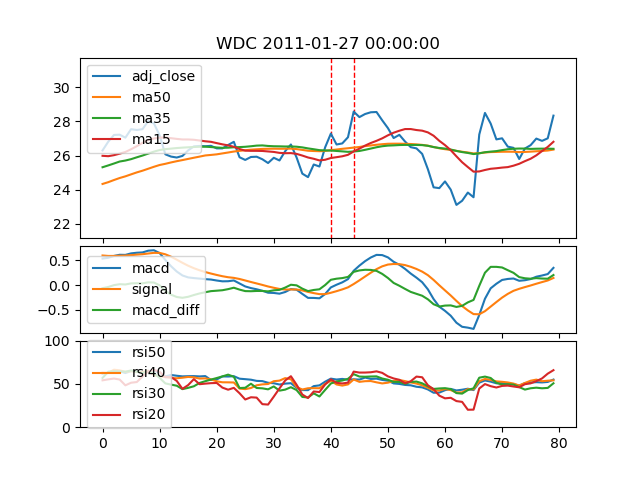 WDC 2011-01-27 00:00:00
30
28
26
24
22
adj_close
ma50
ma35
ma15
0.5
0.0
−0.5
macd
signal
macd_diff
100
50
0
rsi50
rsi40
rsi30
rsi20
0 10 20 30 40 50 60 70 80